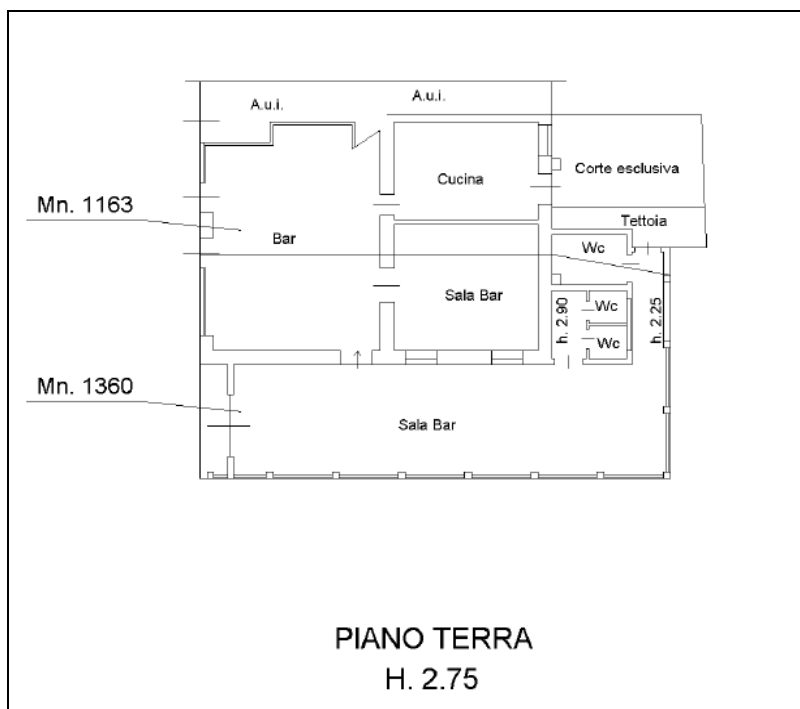 A.u.i.
A.u.i.
Cucina
Corte esclusiva
Mn. 1163
Tettoia
Bar
Wc
Sala Bar
h. 2.90
Wc
h. 2.25
Wc
Mn. 1360
Sala Bar
PIANO TERRA
H. 2.75